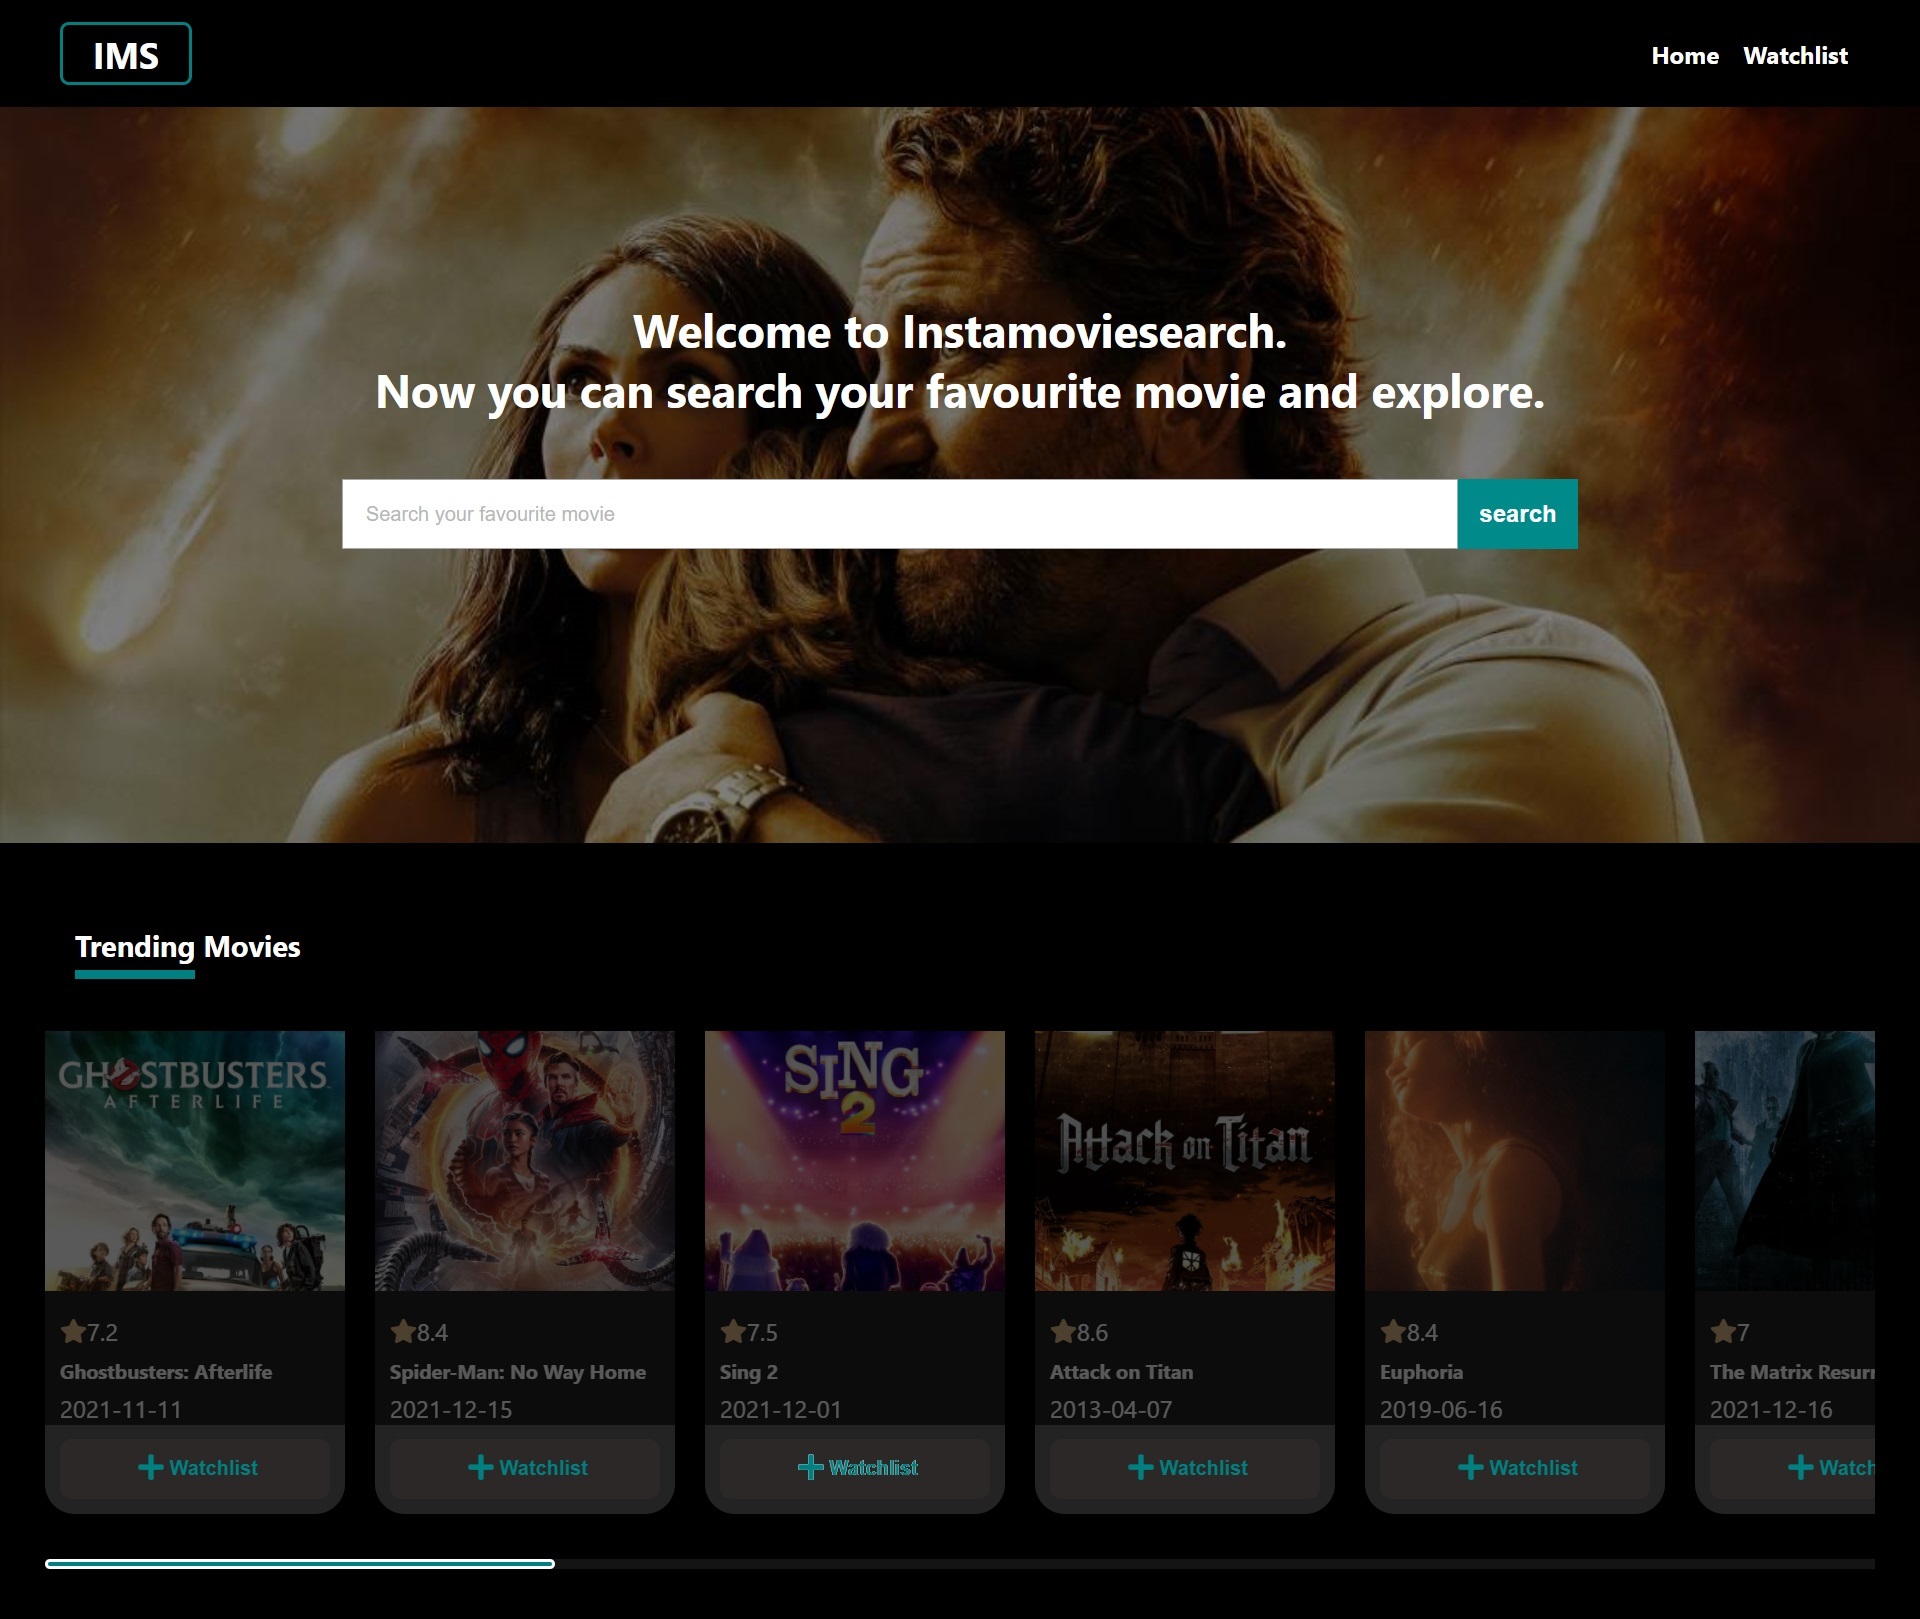 IMS
Home Watchlist
Welcome to Instamoviesearch.
Now you can search your favourite movie and explore.
Search your favourite movie
search
Trending Movies
GHOSTBUSTERS
AFTERLIFE
SING
2
Attack on Titan
7.2
8.4
7.5
8.6
8.4
7
Ghostbusters: Afterlife
Spider-Man: No Way Home
Sing 2
Attack on Titan
Euphoria
The Matrix Resurr
2021-11-11
2021-12-15
2021-12-01
2013-04-07
2019-06-16
2021-12-16
Watchlist
Watchlist
Watchlist
Watchlist
Watchlist
Watch